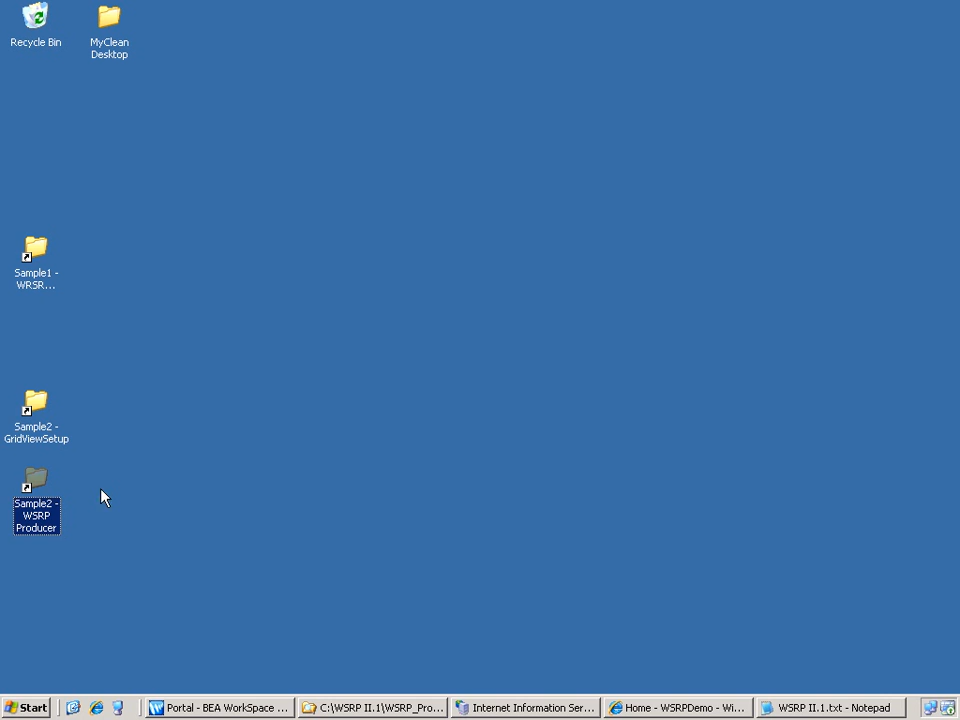 Recycle Bin
MyClean
Desktop
Sample1 -
WRSR...
Sample2 -
GridViewSetup
Sample2 -
WSRP
Producer
Start
Portal - BEA WorkSpace ...
C:\WSRP II.1\WSRP_Pro...
Internet Information Ser...
Home - WSRPDemo - Wi...
WSRP II.1.txt - Notepad